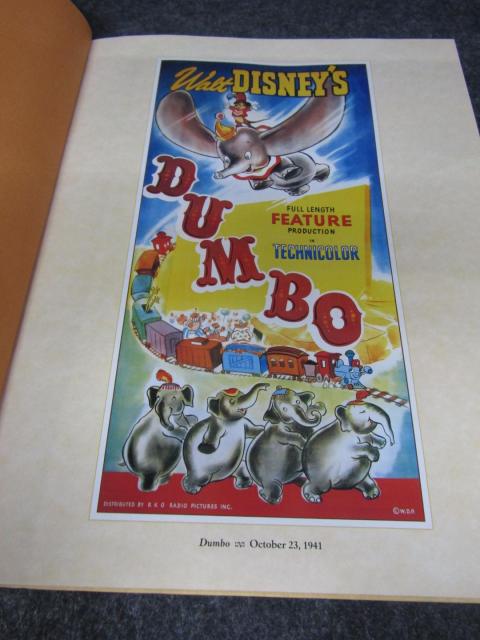 Walt DISNEY'S
DUMBO
FULL LENGTH
FEATURE
PRODUCTION
IN
TECHNICOLOR
DISTRIBUTED BY R K O RADIO PICTURES INC.
© W.D.P.
Dumbo October 23, 1941